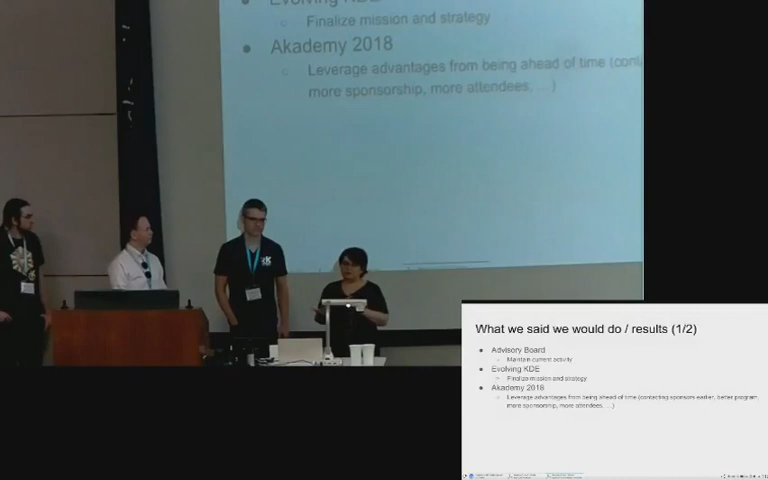 Evolving KDE
Finalize mission and strategy
Akademy 2018
Leverage advantages from being ahead of time
more sponsorship, more attendees, ...)
What we said we would do / results (1/2)
Advisory Board
Maintain current activity
Evolving KDE
Finalize mission and strategy
Akademy 2018
Leverage advantages from being ahead of time (contacting sponsors earlier, better program,
more sponsorship, more attendees, ...)